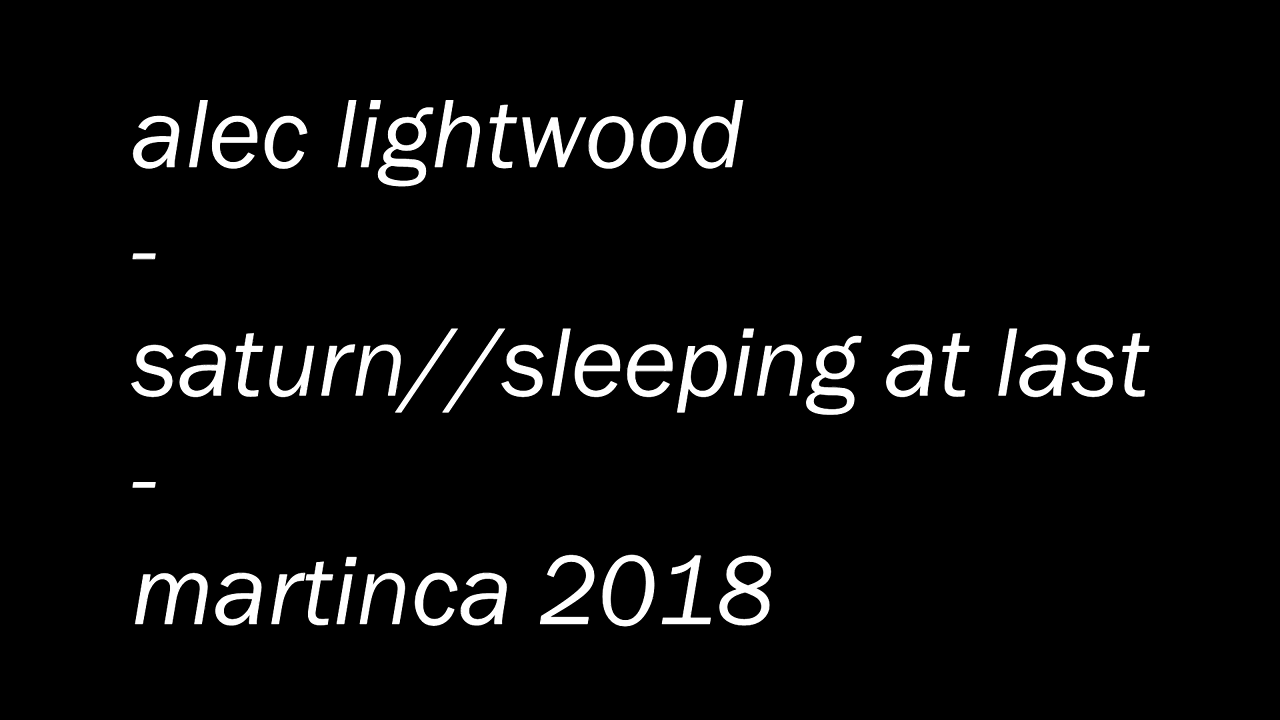 alec lightwood
-
saturn//sleeping at last
-
martinca 2018